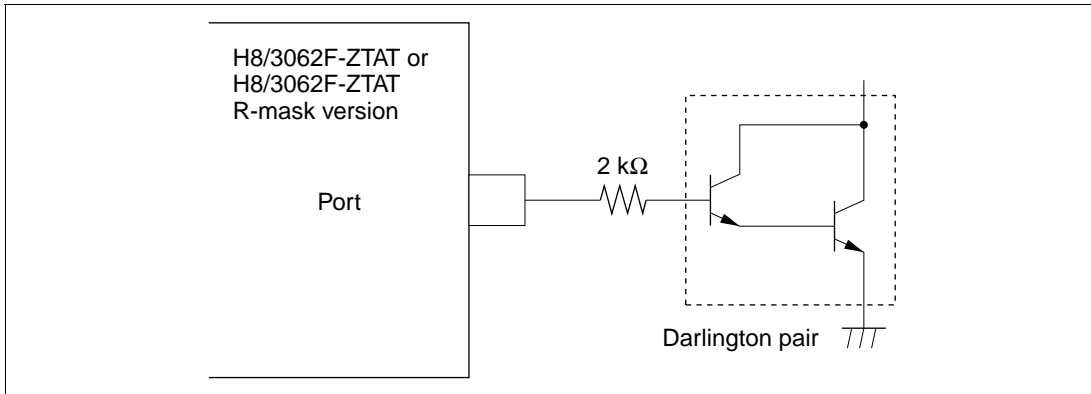 H8/3062F-ZTAT or
H8/3062F-ZTAT
R-mask version
Port
2 kΩ
Darlington pair